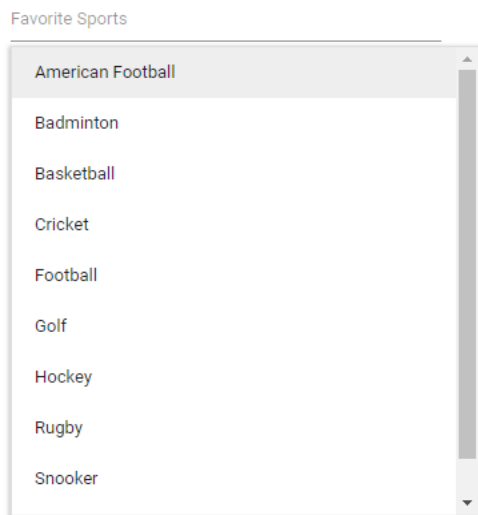 Favorite Sports
American Football
Badminton
Basketball
Cricket
Football
Golf
Hockey
Rugby
Snooker